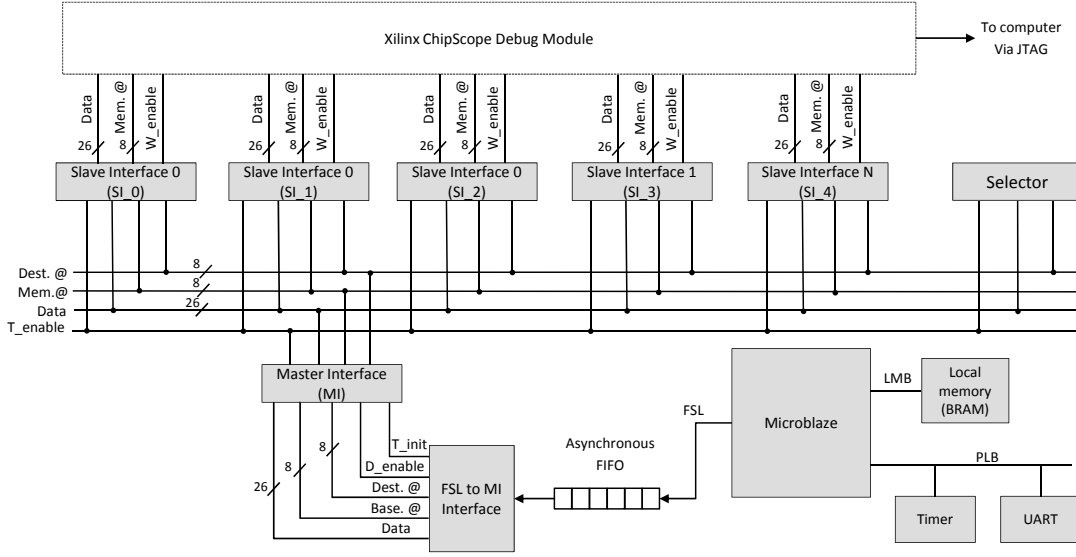 Xilinx ChipScope Debug Module
To computer
Via JTAG
Data
Mem. @
W_enable
26
8
Data
Mem. @
W_enable
26
8
Data
Mem. @
W_enable
26
8
Data
Mem. @
W_enable
26
8
Data
Mem. @
W_enable
26
8
Slave Interface 0
(SI_0)
Slave Interface 0
(SI_1)
Slave Interface 0
(SI_2)
Slave Interface 1
(SI_3)
Slave Interface N
(SI_4)
Selector
Dest. @
8
Mem.@
8
Data
26
T_enable
Master Interface
(MI)
T_init
D_enable
Dest. @
Base. @
Data
8
8
26
FSL to MI
Interface
Asynchronous
FIFO
FSL
Microblaze
LMB
Local
memory
(BRAM)
PLB
Timer
UART